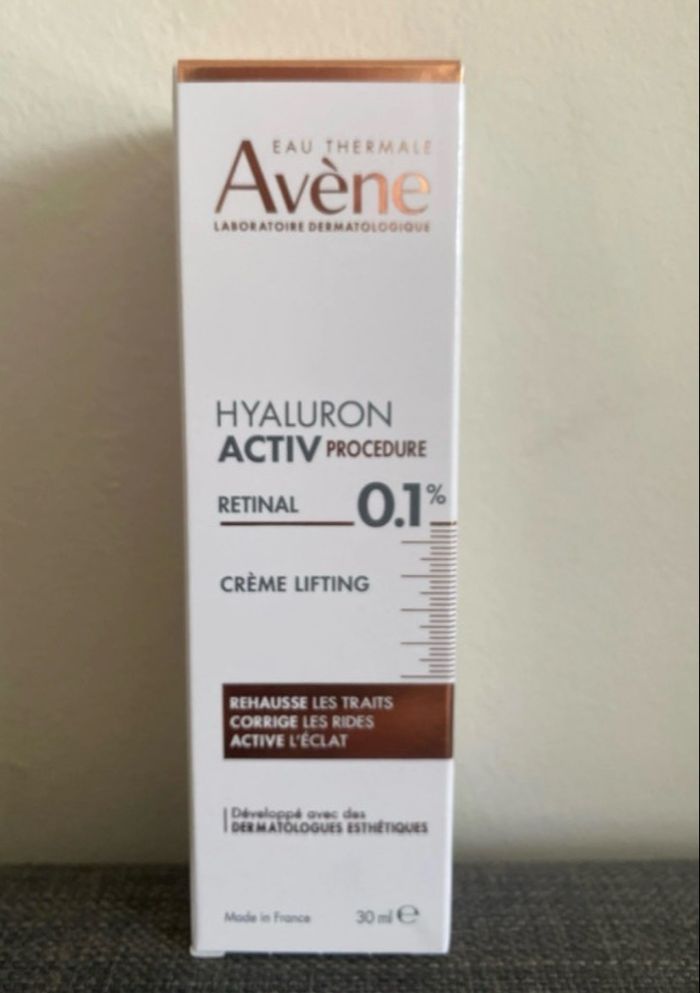 EAU THERMALE
Avène
LABORATOIRE DERMATOLOGIQUE
HYALURON
ACTIV PROCEDURE
RETINAL 0.1%
CRÈME LIFTING
REHAUSSE LES TRAITS
CORRIGE LES RIDES
ACTIVE L'ÉCLAT
Développé avec des
DERMATOLOGUES ESTHÉTIQUES
Made in France 30 ml ℮